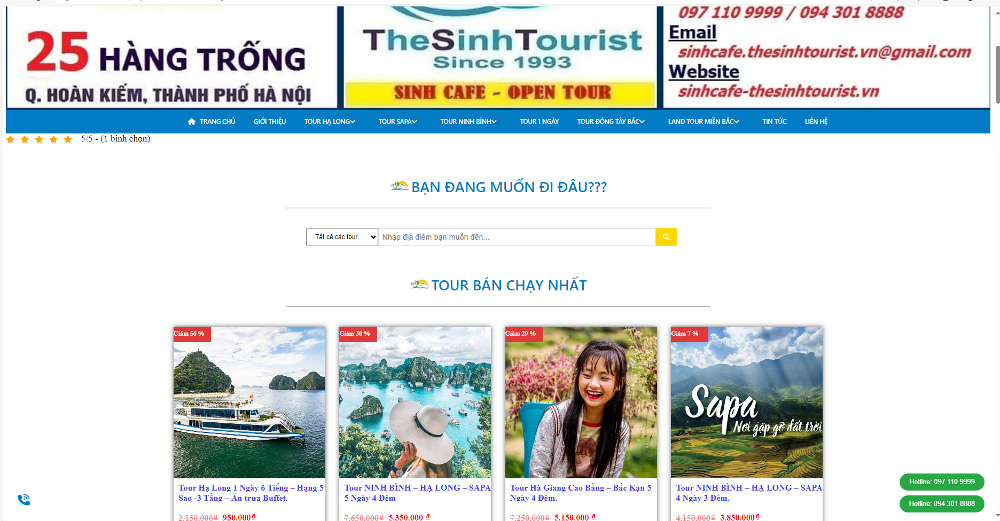 097 110 9999 / 094 301 8888
Email
sinhcafe.thesinhtourist.vn@gmail.com
Website
sinhcafe-thesinhtourist.vn
25 HÀNG TRỐNG
Q. HOÀN KIẾM, THÀNH PHỐ HÀ NỘI
TheSinhTourist
Since 1993
SINH CAFE - OPEN TOUR
TRANG CHỦ GIỚI THIỆU TOUR HẠ LONG TOUR SAPA TOUR NINH BÌNH TOUR 1 NGÀY TOUR ĐÔNG TÂY BẮC LAND TOUR MIỀN BẮC TIN TỨC LIÊN HỆ
5/5 - (1 bình chọn)
BẠN ĐANG MUỐN ĐI ĐÂU???
Tất cả các tour Nhập địa điểm bạn muốn đến...
TOUR BÁN CHẠY NHẤT
Giảm 56 %
Tour Hạ Long 1 Ngày 6 Tiếng – Hạng 5
Sao -3 Tầng – Ăn trưa Buffet.
2.150.000₫ 950.000₫
Giảm 30 %
Tour NINH BÌNH – HẠ LONG – SAPA
5 Ngày 4 Đêm
7.650.000₫ 5.350.000 ₫
Giảm 29 %
Tour Hà Giang Cao Bằng – Bắc Kạn 5
Ngày 4 Đêm.
7.250.000₫ 5.150.000 ₫
Giảm 7 %
Sapa
Nơi gặp gỡ đất trời
Tour NINH BÌNH – HẠ LONG – SAPA
4 Ngày 3 Đêm.
4.150.000₫ 3.850.000₫
Hotline: 097 110 9999
Hotline: 094 301 8888